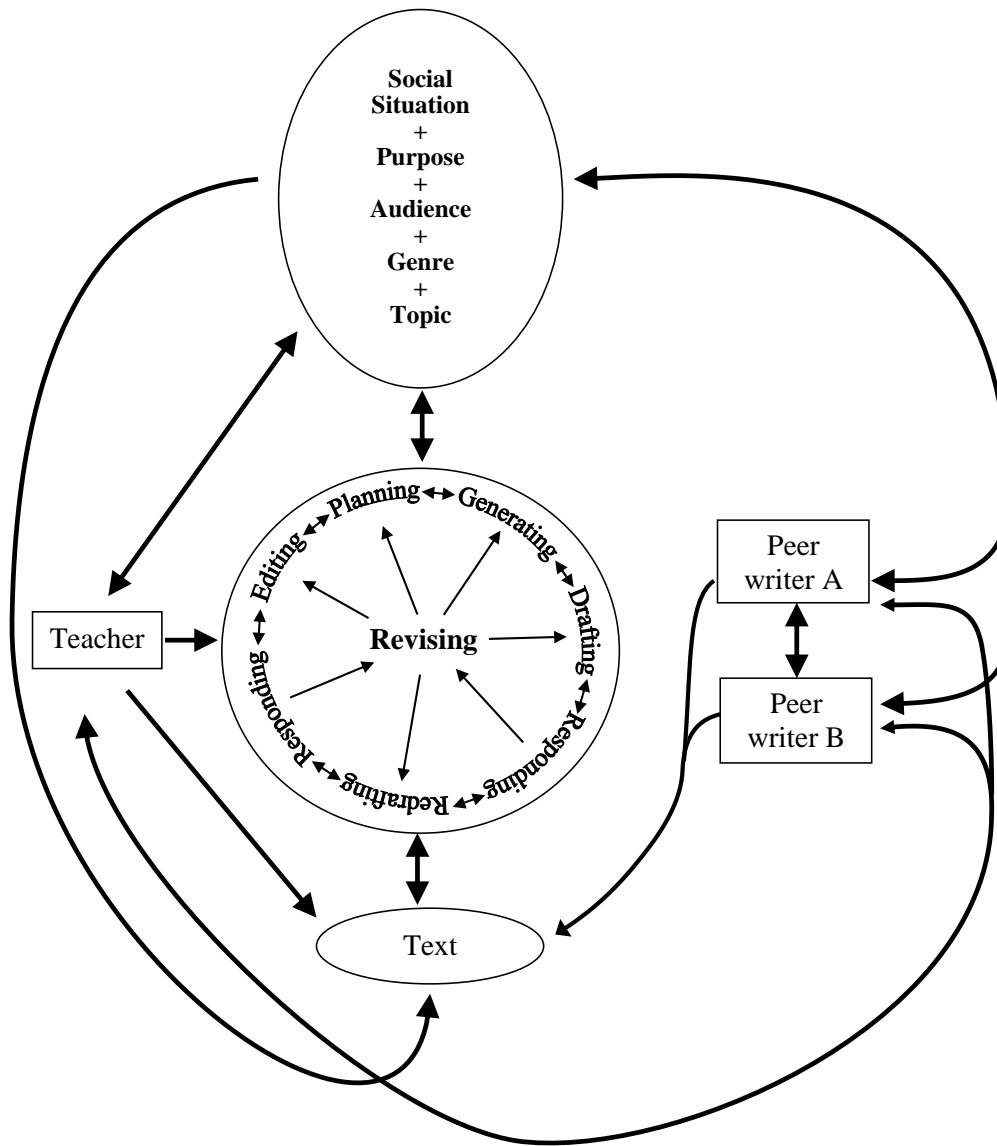 Social
Situation
+
Purpose
+
Audience
+
Genre
+
Topic
Planning
Generating
Drafting
Responding
Redrafting
Responding
Editing
Revising
Teacher
Peer
writer A
Peer
writer B
Text